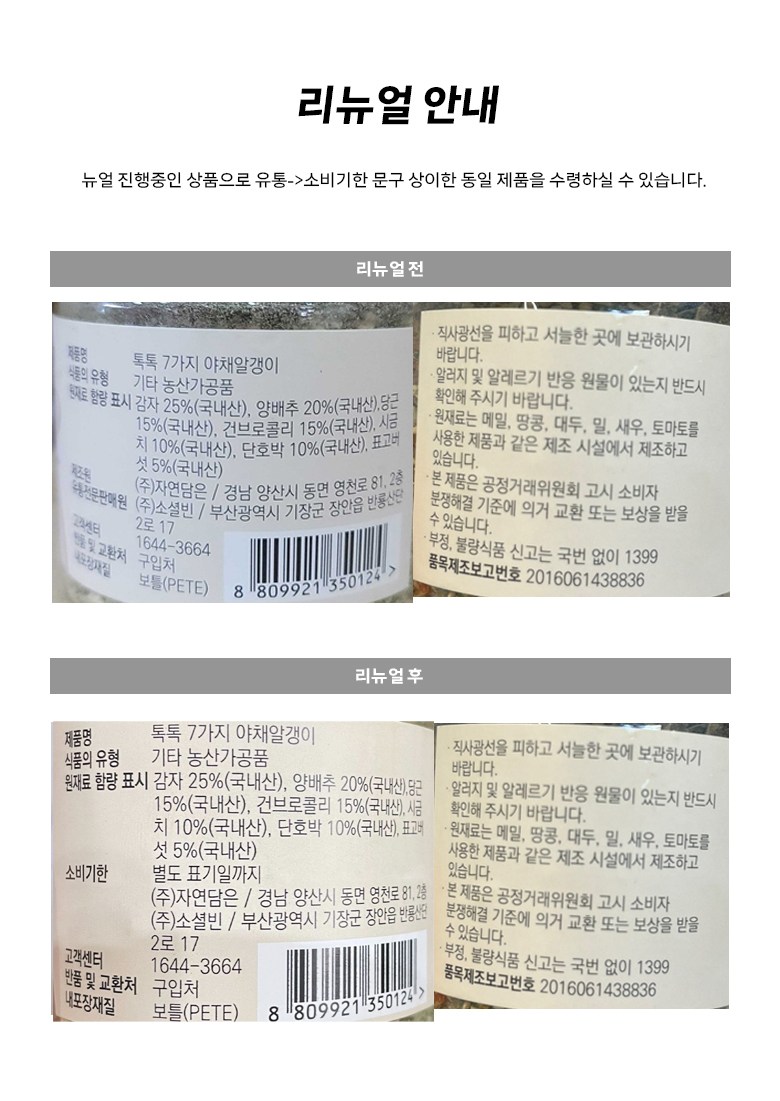 리뉴얼 안내
뉴얼 진행중인 상품으로 유통->소비기한 문구 상이한 동일 제품을 수령하실 수 있습니다.
리뉴얼 전
제품명 톡톡 7가지 야채알갱이
식품의 유형 기타 농산가공품
원재료 함량 표시 감자 25%(국내산), 양배추 20%(국내산),당근
15%(국내산), 건브로콜리 15%(국내산), 시금
치 10%(국내산), 단호박 10%(국내산), 표고버
섯 5%(국내산)
제조원 (주)자연담은 / 경남 양산시 동면 영천로 81, 2층
유통전문판매원 (주)소셜빈 / 부산광역시 기장군 장안읍 반룡산단
2로 17
고객센터 1644-3664
반품 및 교환처 구입처
내포장재질 보틀(PETE)
8 809921 350124 >
· 직사광선을 피하고 서늘한 곳에 보관하시기
바랍니다.
· 알러지 및 알레르기 반응 원물이 있는지 반드시
확인해 주시기 바랍니다.
· 원재료는 메밀, 땅콩, 대두, 밀, 새우, 토마토를
사용한 제품과 같은 제조 시설에서 제조하고
있습니다.
· 본 제품은 공정거래위원회 고시 소비자
분쟁해결 기준에 의거 교환 또는 보상을 받을
수 있습니다.
· 부정, 불량식품 신고는 국번 없이 1399
품목제조보고번호 2016061438836
리뉴얼 후
제품명 톡톡 7가지 야채알갱이
식품의 유형 기타 농산가공품
원재료 함량 표시 감자 25%(국내산), 양배추 20%(국내산),당근
15%(국내산), 건브로콜리 15%(국내산), 시금
치 10%(국내산), 단호박 10%(국내산), 표고버
섯 5%(국내산)
소비기한 별도 표기일까지
(주)자연담은 / 경남 양산시 동면 영천로 81, 2층
(주)소셜빈 / 부산광역시 기장군 장안읍 반룡산단
2로 17
고객센터 1644-3664
반품 및 교환처 구입처
내포장재질 보틀(PETE)
8 809921 350124 >
· 직사광선을 피하고 서늘한 곳에 보관하시기
바랍니다.
· 알러지 및 알레르기 반응 원물이 있는지 반드시
확인해 주시기 바랍니다.
· 원재료는 메밀, 땅콩, 대두, 밀, 새우, 토마토를
사용한 제품과 같은 제조 시설에서 제조하고
있습니다.
· 본 제품은 공정거래위원회 고시 소비자
분쟁해결 기준에 의거 교환 또는 보상을 받을
수 있습니다.
· 부정, 불량식품 신고는 국번 없이 1399
품목제조보고번호 2016061438836